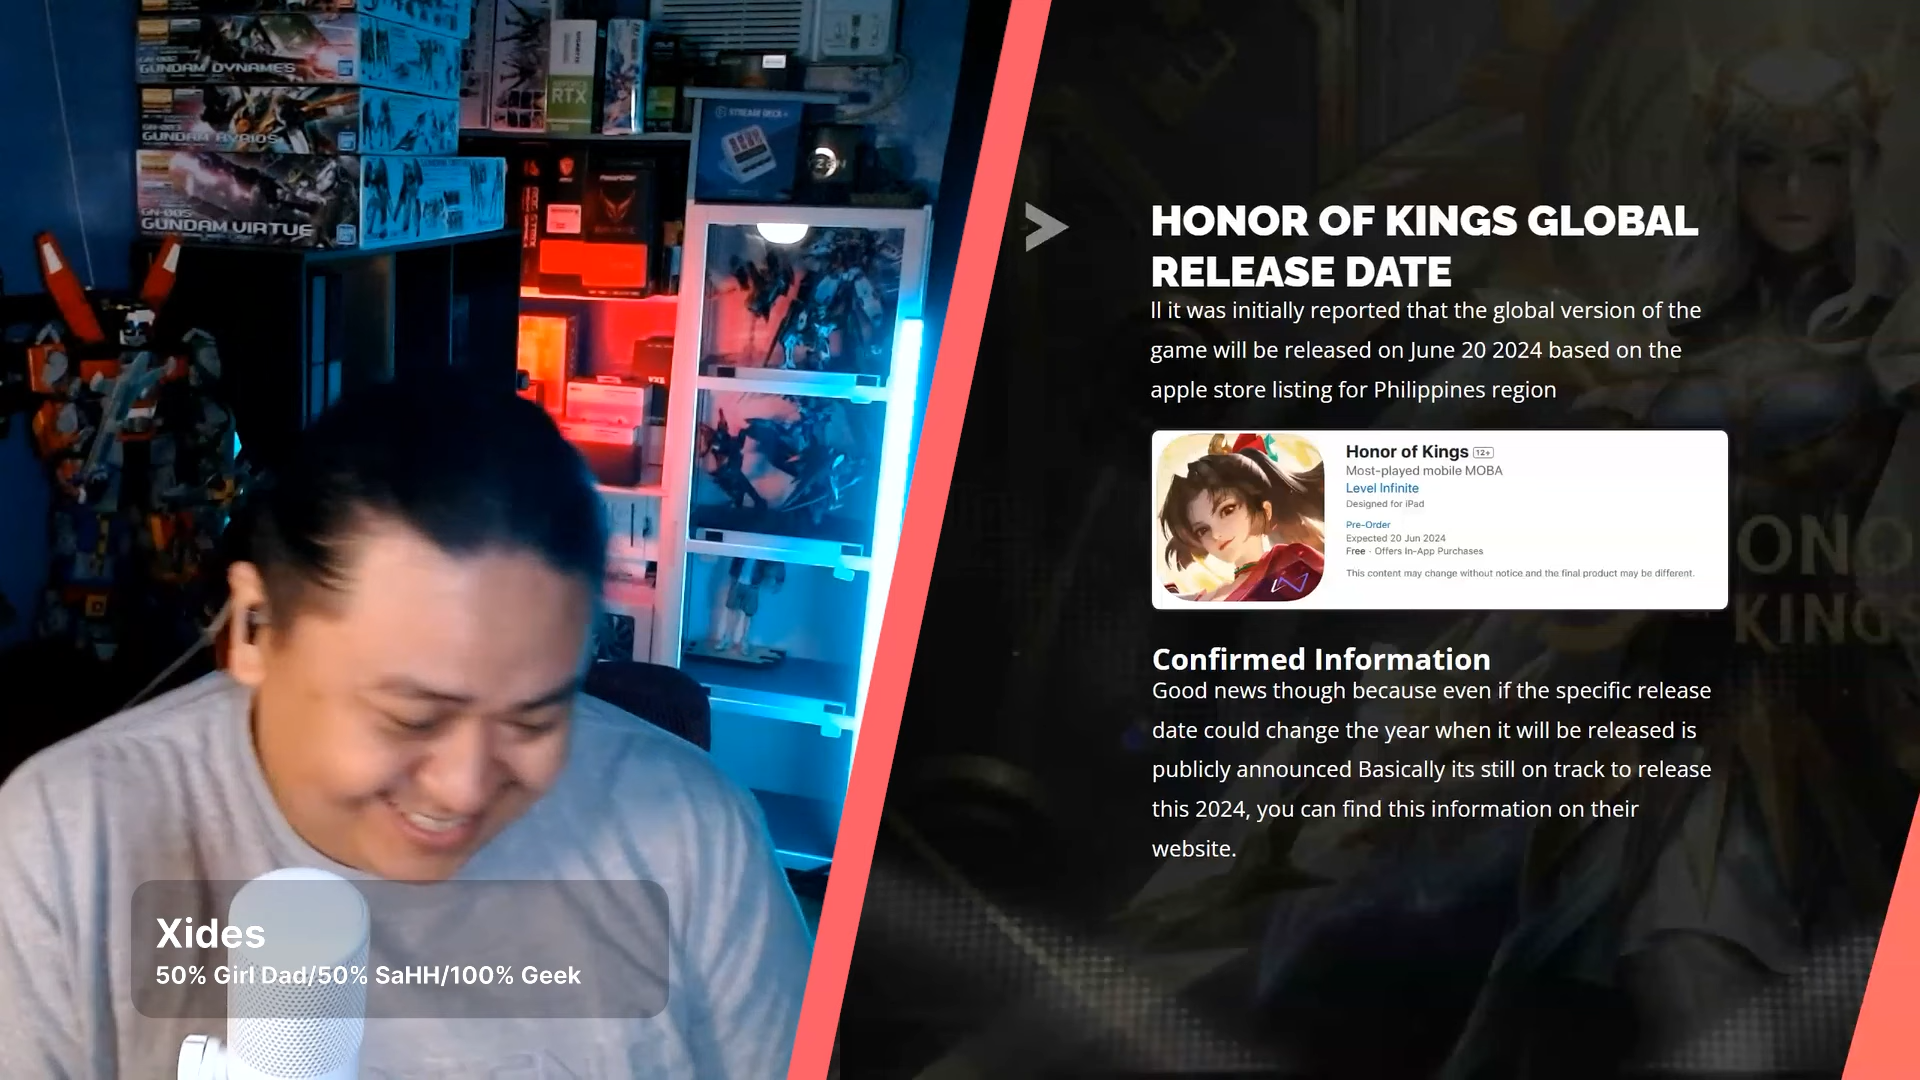 GUNDAM DYNAMES
GUNDAM KYRIOS
GN-005
GUNDAM VIRTUE
RTX
STREAM DECK +
Xides
50% Girl Dad/50% SaHH/100% Geek
HONOR OF KINGS GLOBAL
RELEASE DATE
ll it was initially reported that the global version of the
game will be released on June 20 2024 based on the
apple store listing for Philippines region
Honor of Kings 12+
Most-played mobile MOBA
Level Infinite
Designed for iPad
Pre-Order
Expected 20 Jun 2024
Free · Offers In-App Purchases
This content may change without notice and the final product may be different.
Confirmed Information
Good news though because even if the specific release
date could change the year when it will be released is
publicly announced Basically its still on track to release
this 2024, you can find this information on their
website.
ONO
KING